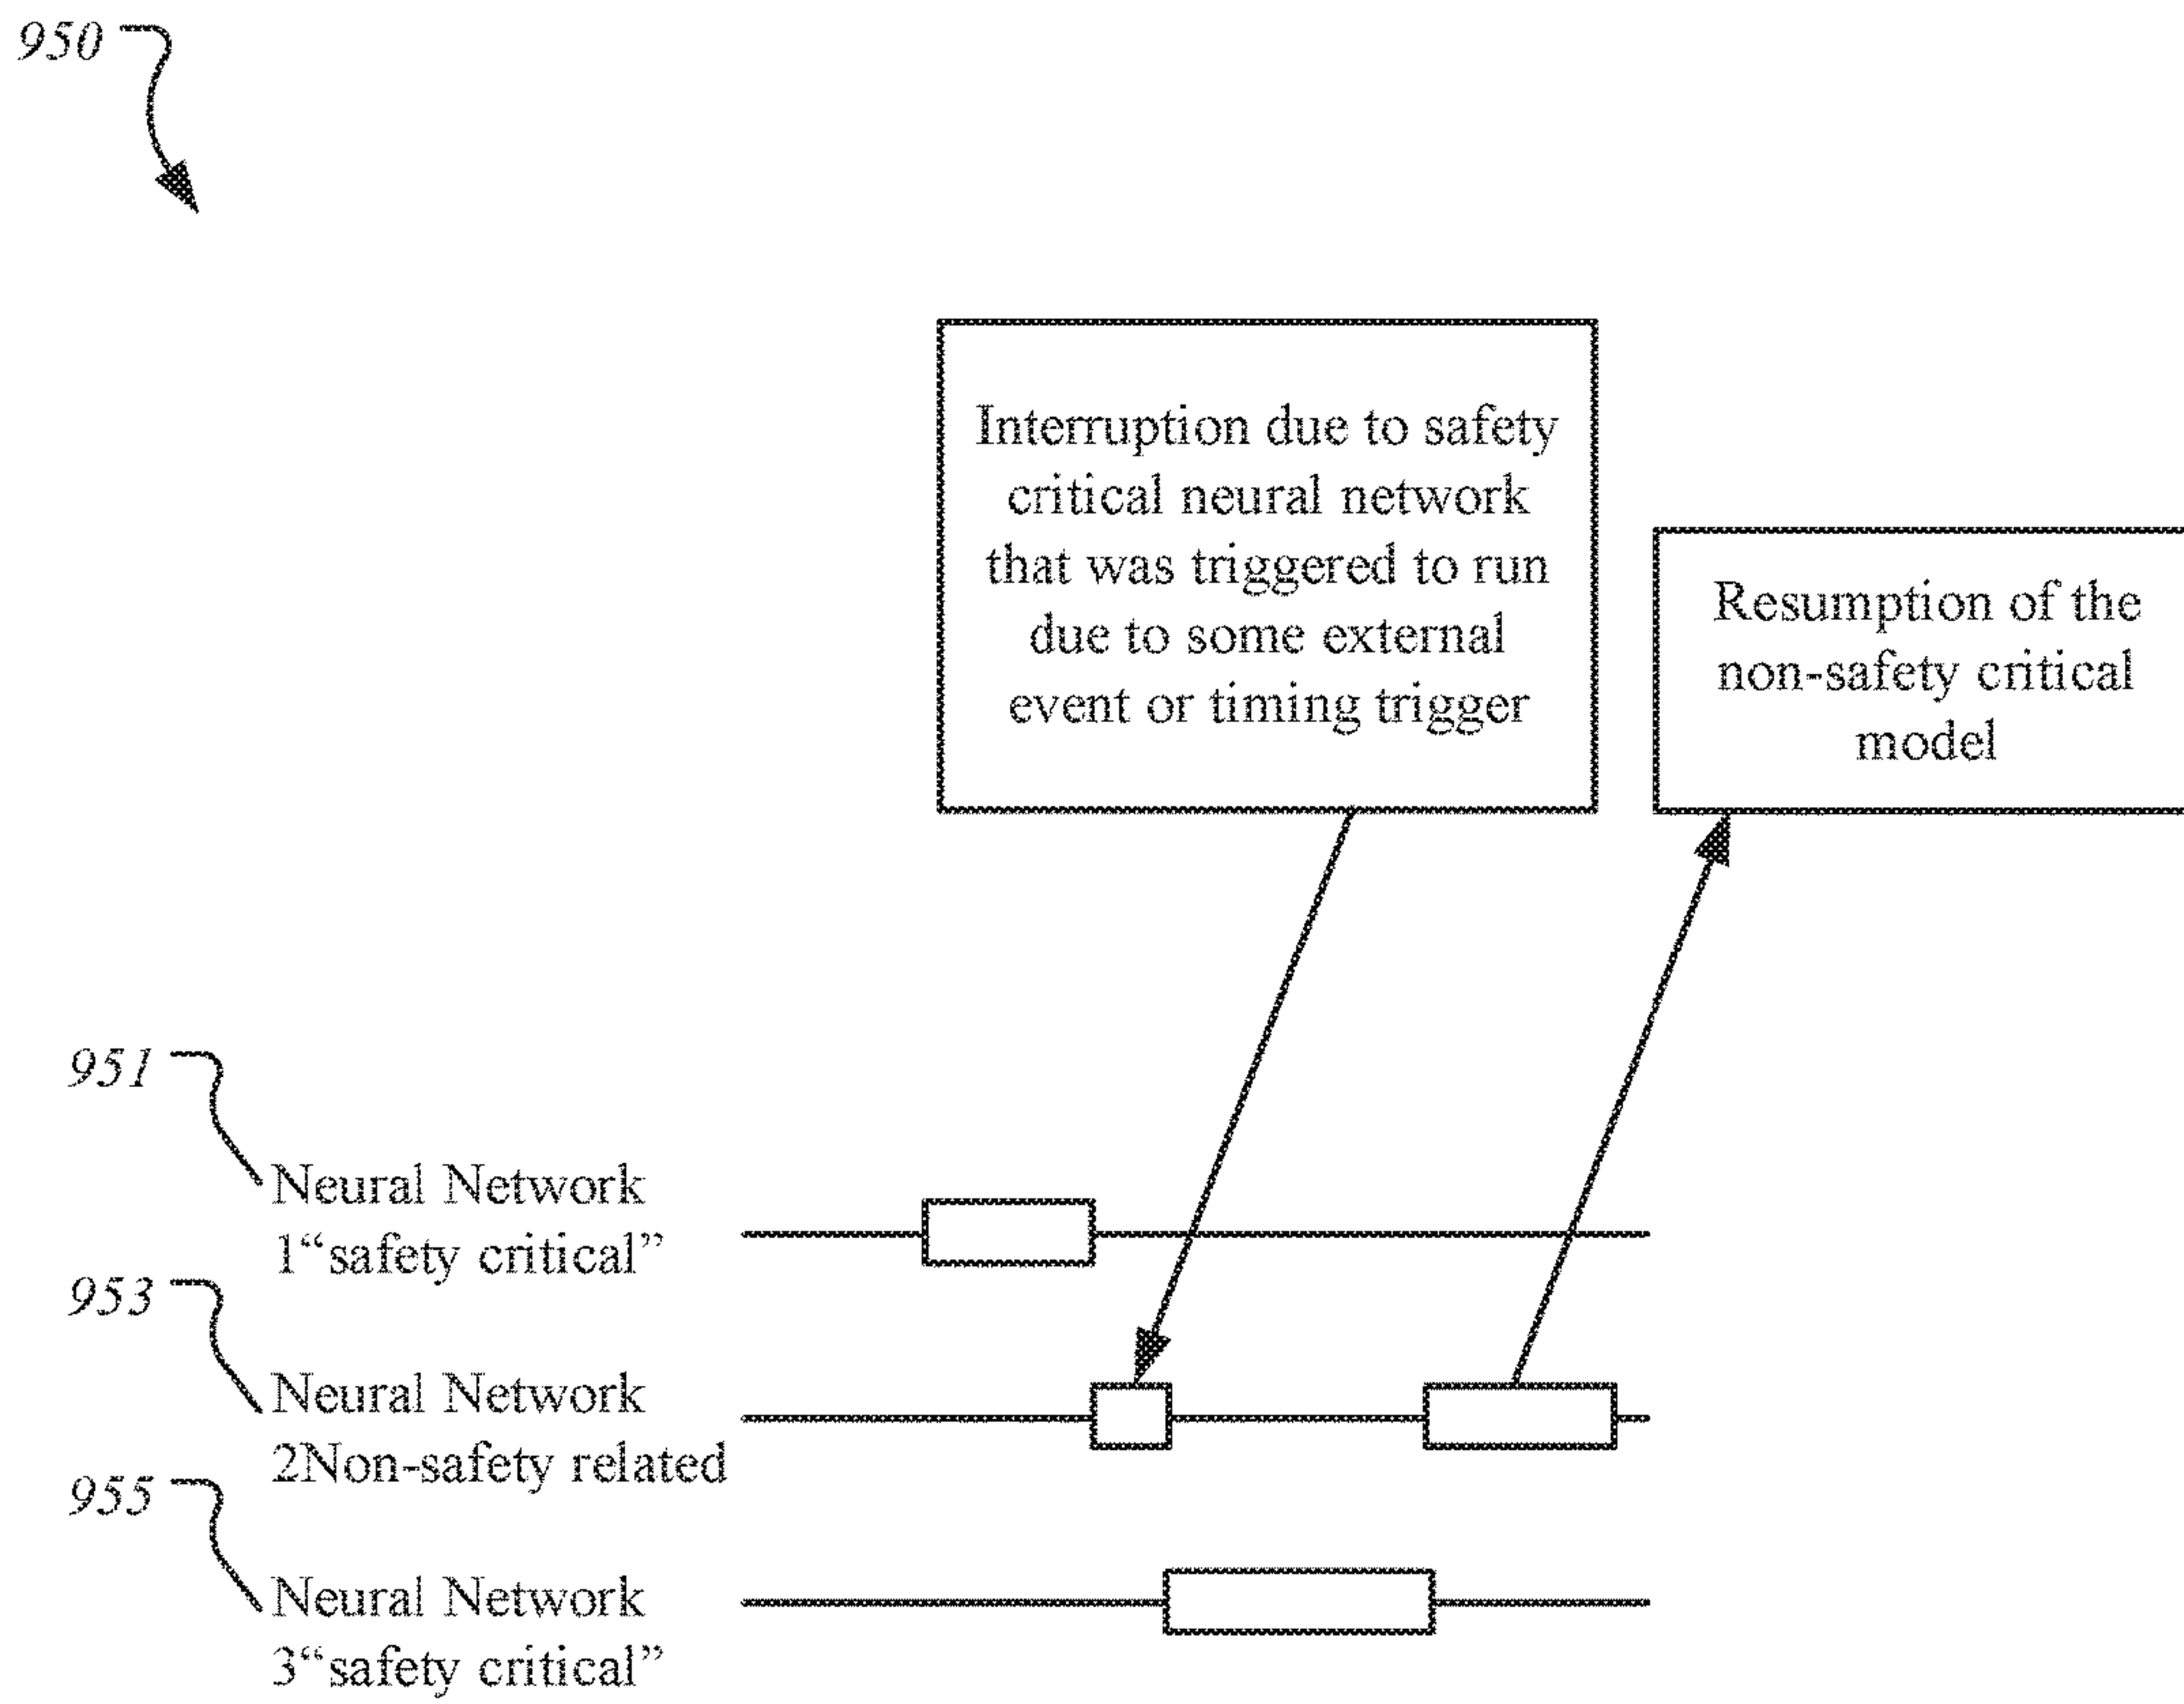 950
Interruption due to safety
critical neural network
that was triggered to run
due to some external
event or timing trigger
Resumption of the
non-safety critical
model
951
Neural Network
1“safety critical”
953
Neural Network
2Non-safety related
955
Neural Network
3“safety critical”